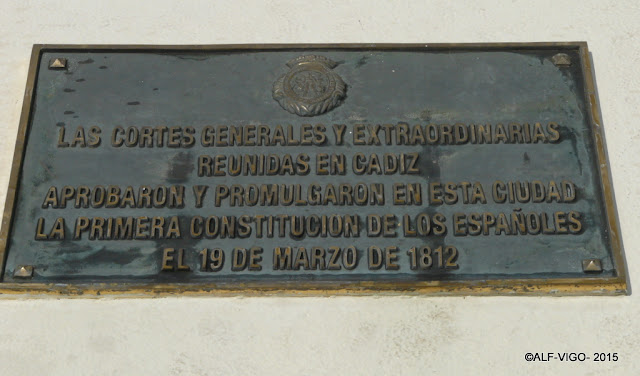 LAS CORTES GENERALES Y EXTRAORDINARIAS
REUNIDAS EN CADIZ
APROBARON Y PROMULGARON EN ESTA CIUDAD
LA PRIMERA CONSTITUCION DE LOS ESPAÑOLES
EL 19 DE MARZO DE 1812
©ALF-VIGO- 2015